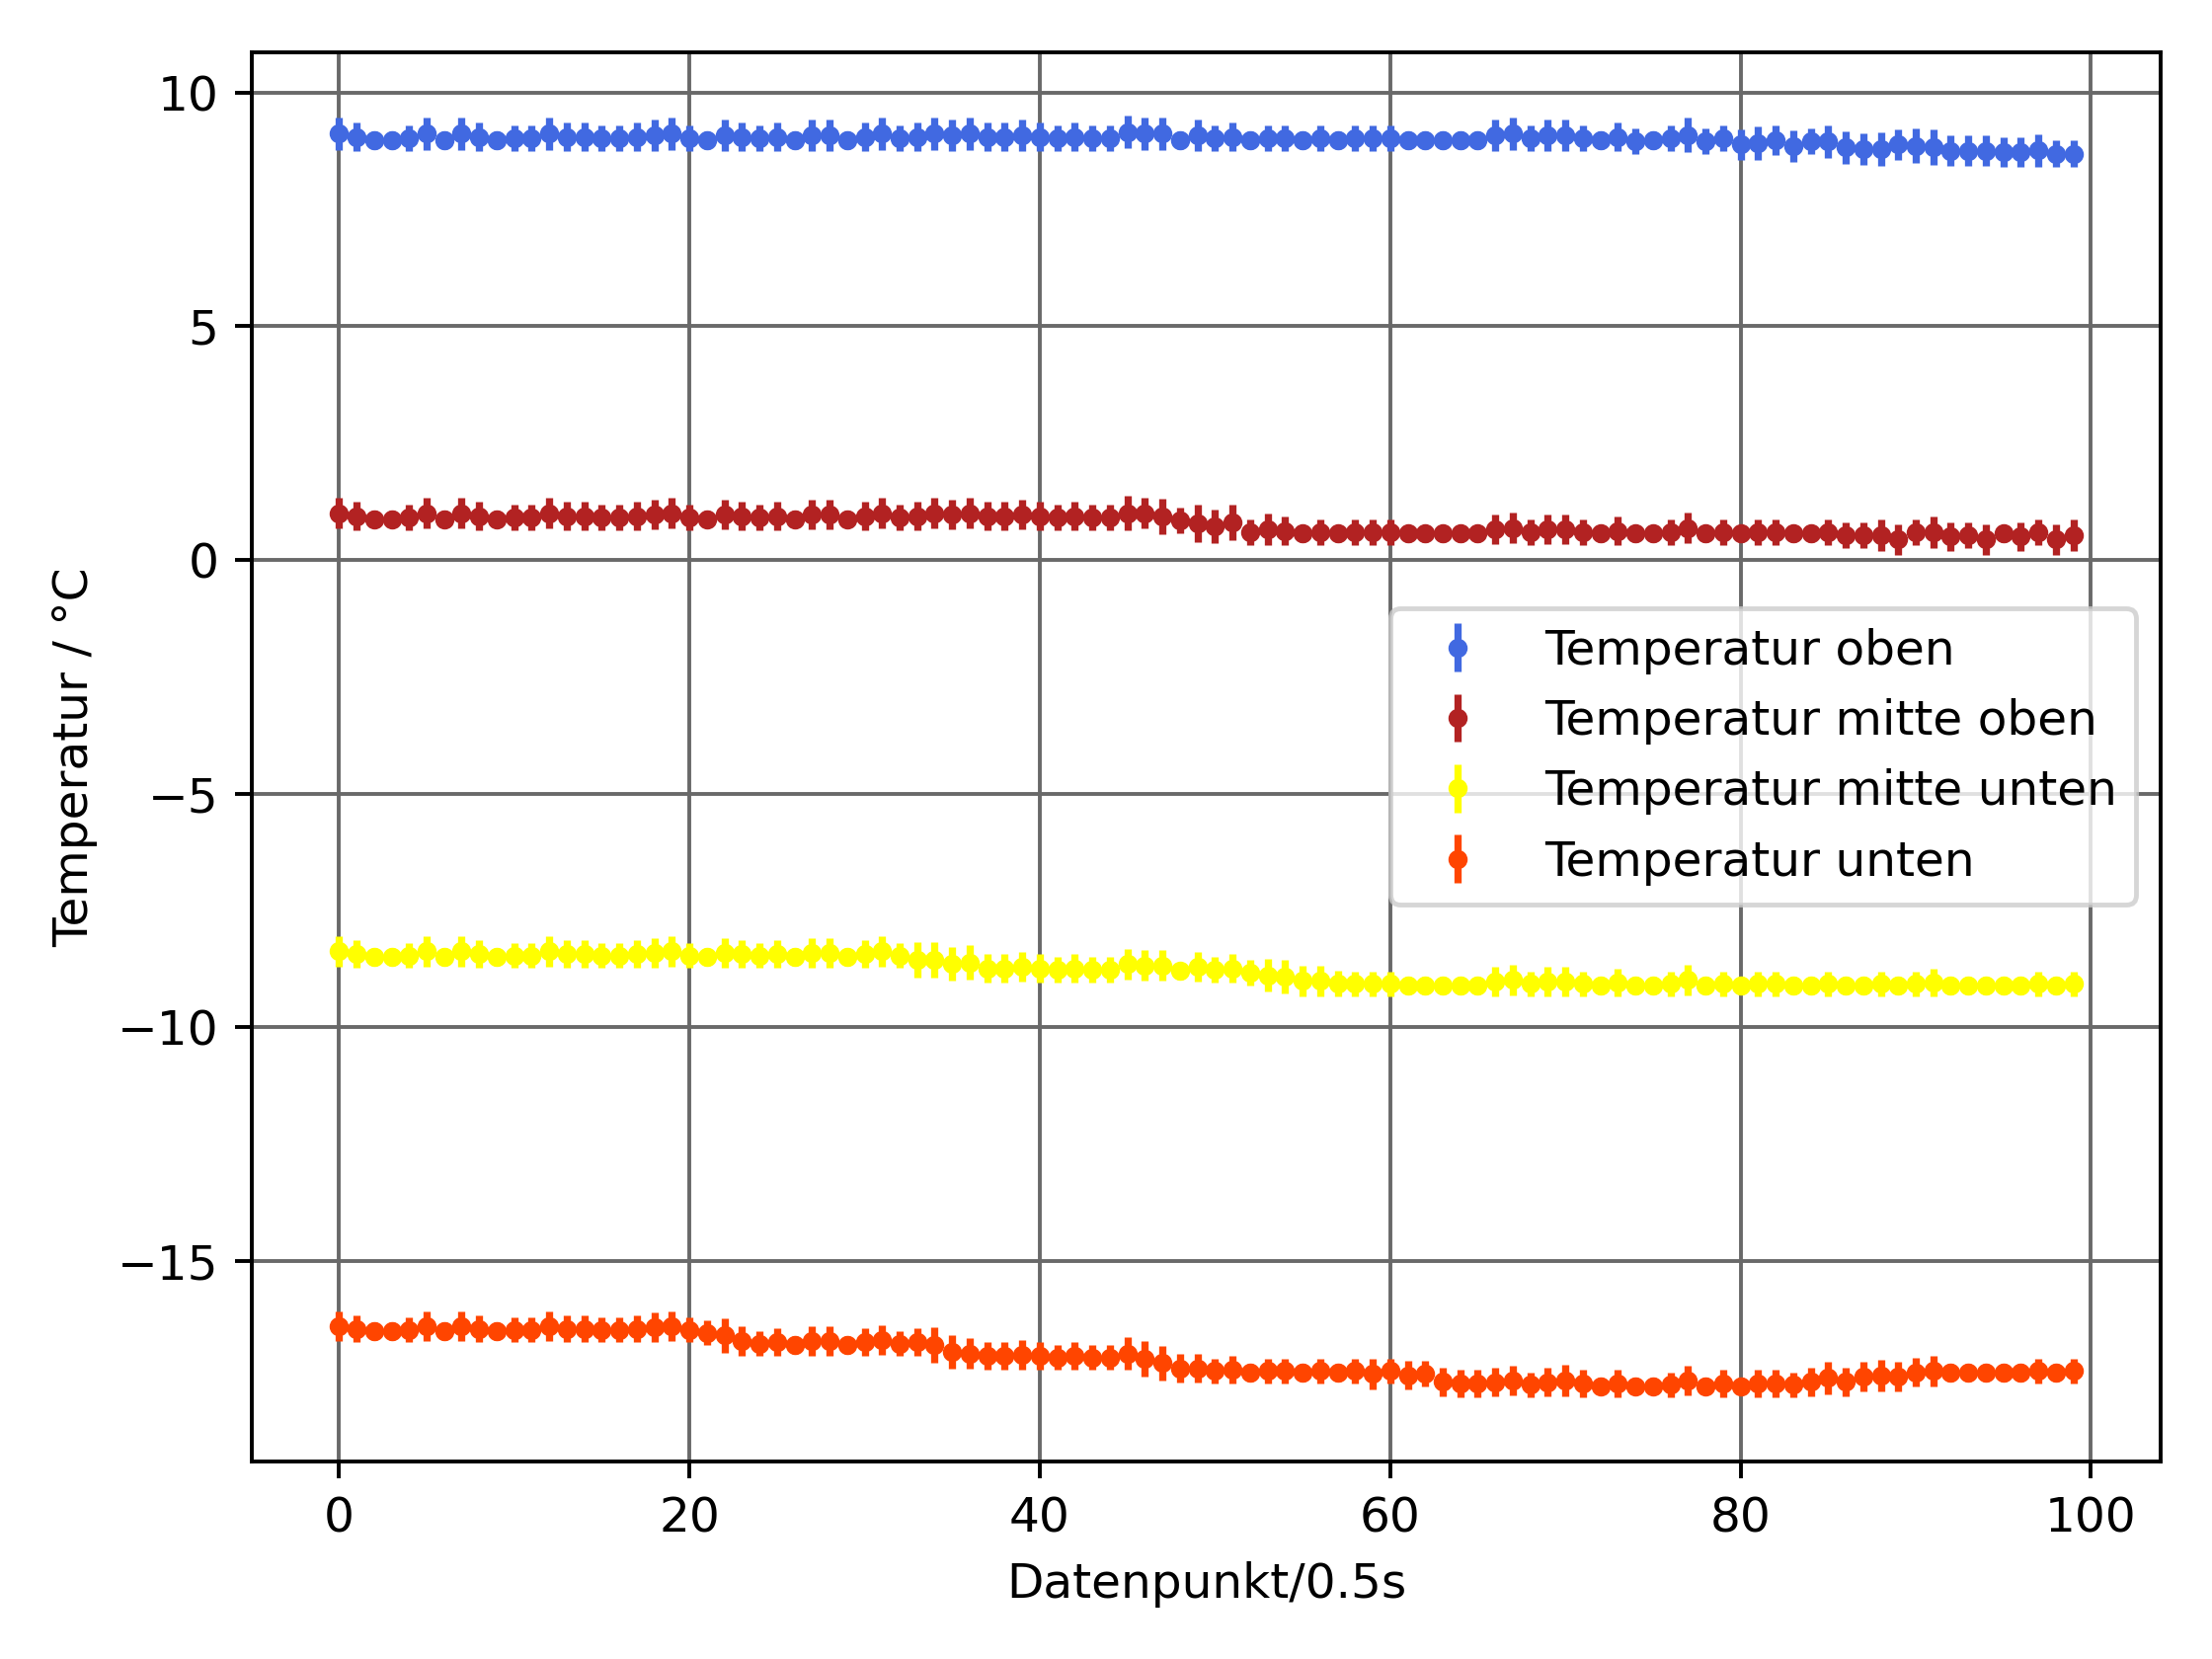 10
5
0
−5
−10
−15
Temperatur / °C
Temperatur oben
Temperatur mitte oben
Temperatur mitte unten
Temperatur unten
0 20 40 60 80 100
Datenpunkt/0.5s